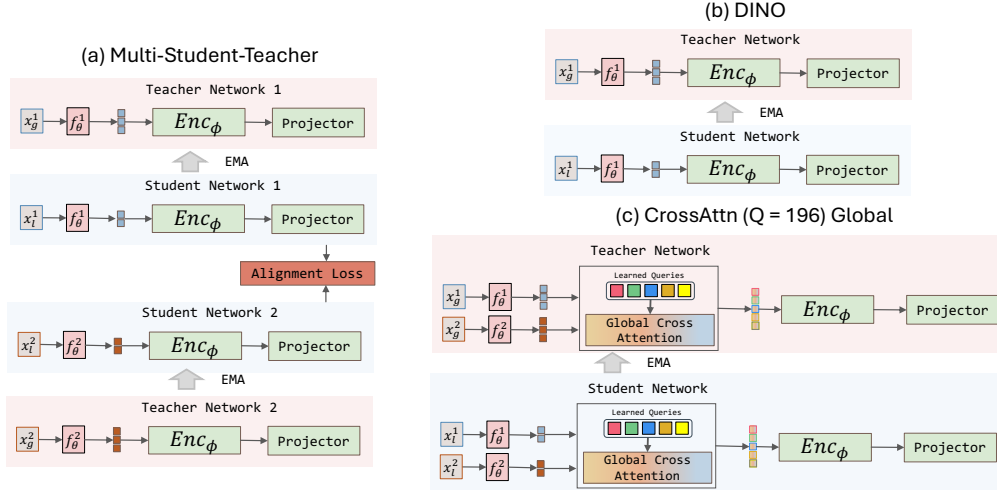 (a) Multi-Student-Teacher
Teacher Network 1
x_g^1 f_θ^1 Enc_ϕ Projector
EMA
Student Network 1
x_l^1 f_θ^1 Enc_ϕ Projector
Alignment Loss
Student Network 2
x_l^2 f_θ^2 Enc_ϕ Projector
EMA
Teacher Network 2
x_g^2 f_θ^2 Enc_ϕ Projector
(b) DINO
Teacher Network
x_g^1 f_θ^1 Enc_ϕ Projector
EMA
Student Network
x_l^1 f_θ^1 Enc_ϕ Projector
(c) CrossAttn (Q = 196) Global
Teacher Network
Learned Queries
x_g^1 f_θ^1
x_g^2 f_θ^2
Global Cross
Attention
Enc_ϕ Projector
EMA
Student Network
Learned Queries
x_l^1 f_θ^1
x_l^2 f_θ^2
Global Cross
Attention
Enc_ϕ Projector